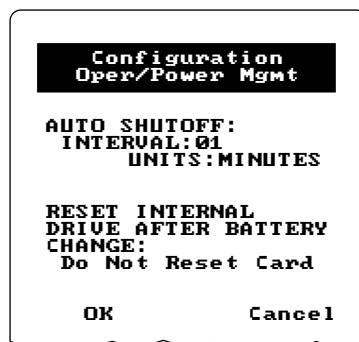 Configuration
Oper/Power Mgmt
AUTO SHUTOFF:
INTERVAL:01
UNITS:MINUTES
RESET INTERNAL
DRIVE AFTER BATTERY
CHANGE:
Do Not Reset Card
OK Cancel